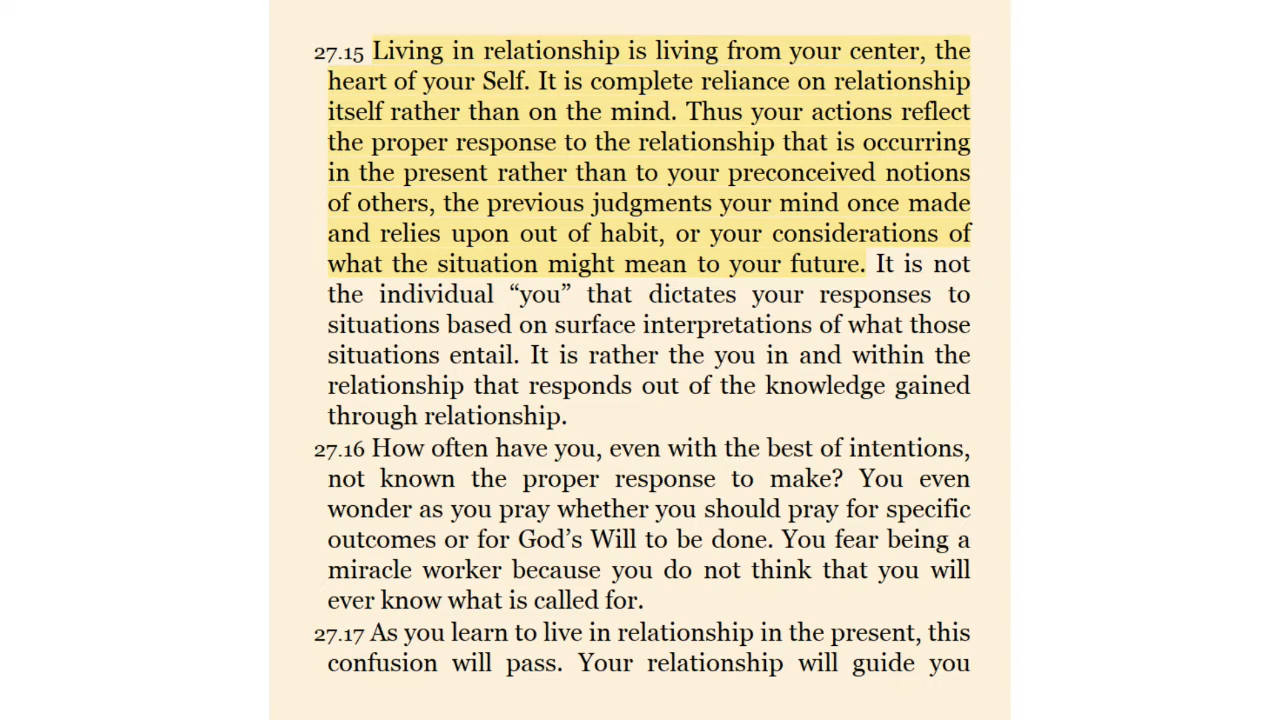 27.15 Living in relationship is living from your center, the
heart of your Self. It is complete reliance on relationship
itself rather than on the mind. Thus your actions reflect
the proper response to the relationship that is occurring
in the present rather than to your preconceived notions
of others, the previous judgments your mind once made
and relies upon out of habit, or your considerations of
what the situation might mean to your future. It is not
the individual “you” that dictates your responses to
situations based on surface interpretations of what those
situations entail. It is rather the you in and within the
relationship that responds out of the knowledge gained
through relationship.
27.16 How often have you, even with the best of intentions,
not known the proper response to make? You even
wonder as you pray whether you should pray for specific
outcomes or for God’s Will to be done. You fear being a
miracle worker because you do not think that you will
ever know what is called for.
27.17 As you learn to live in relationship in the present, this
confusion will pass. Your relationship will guide you